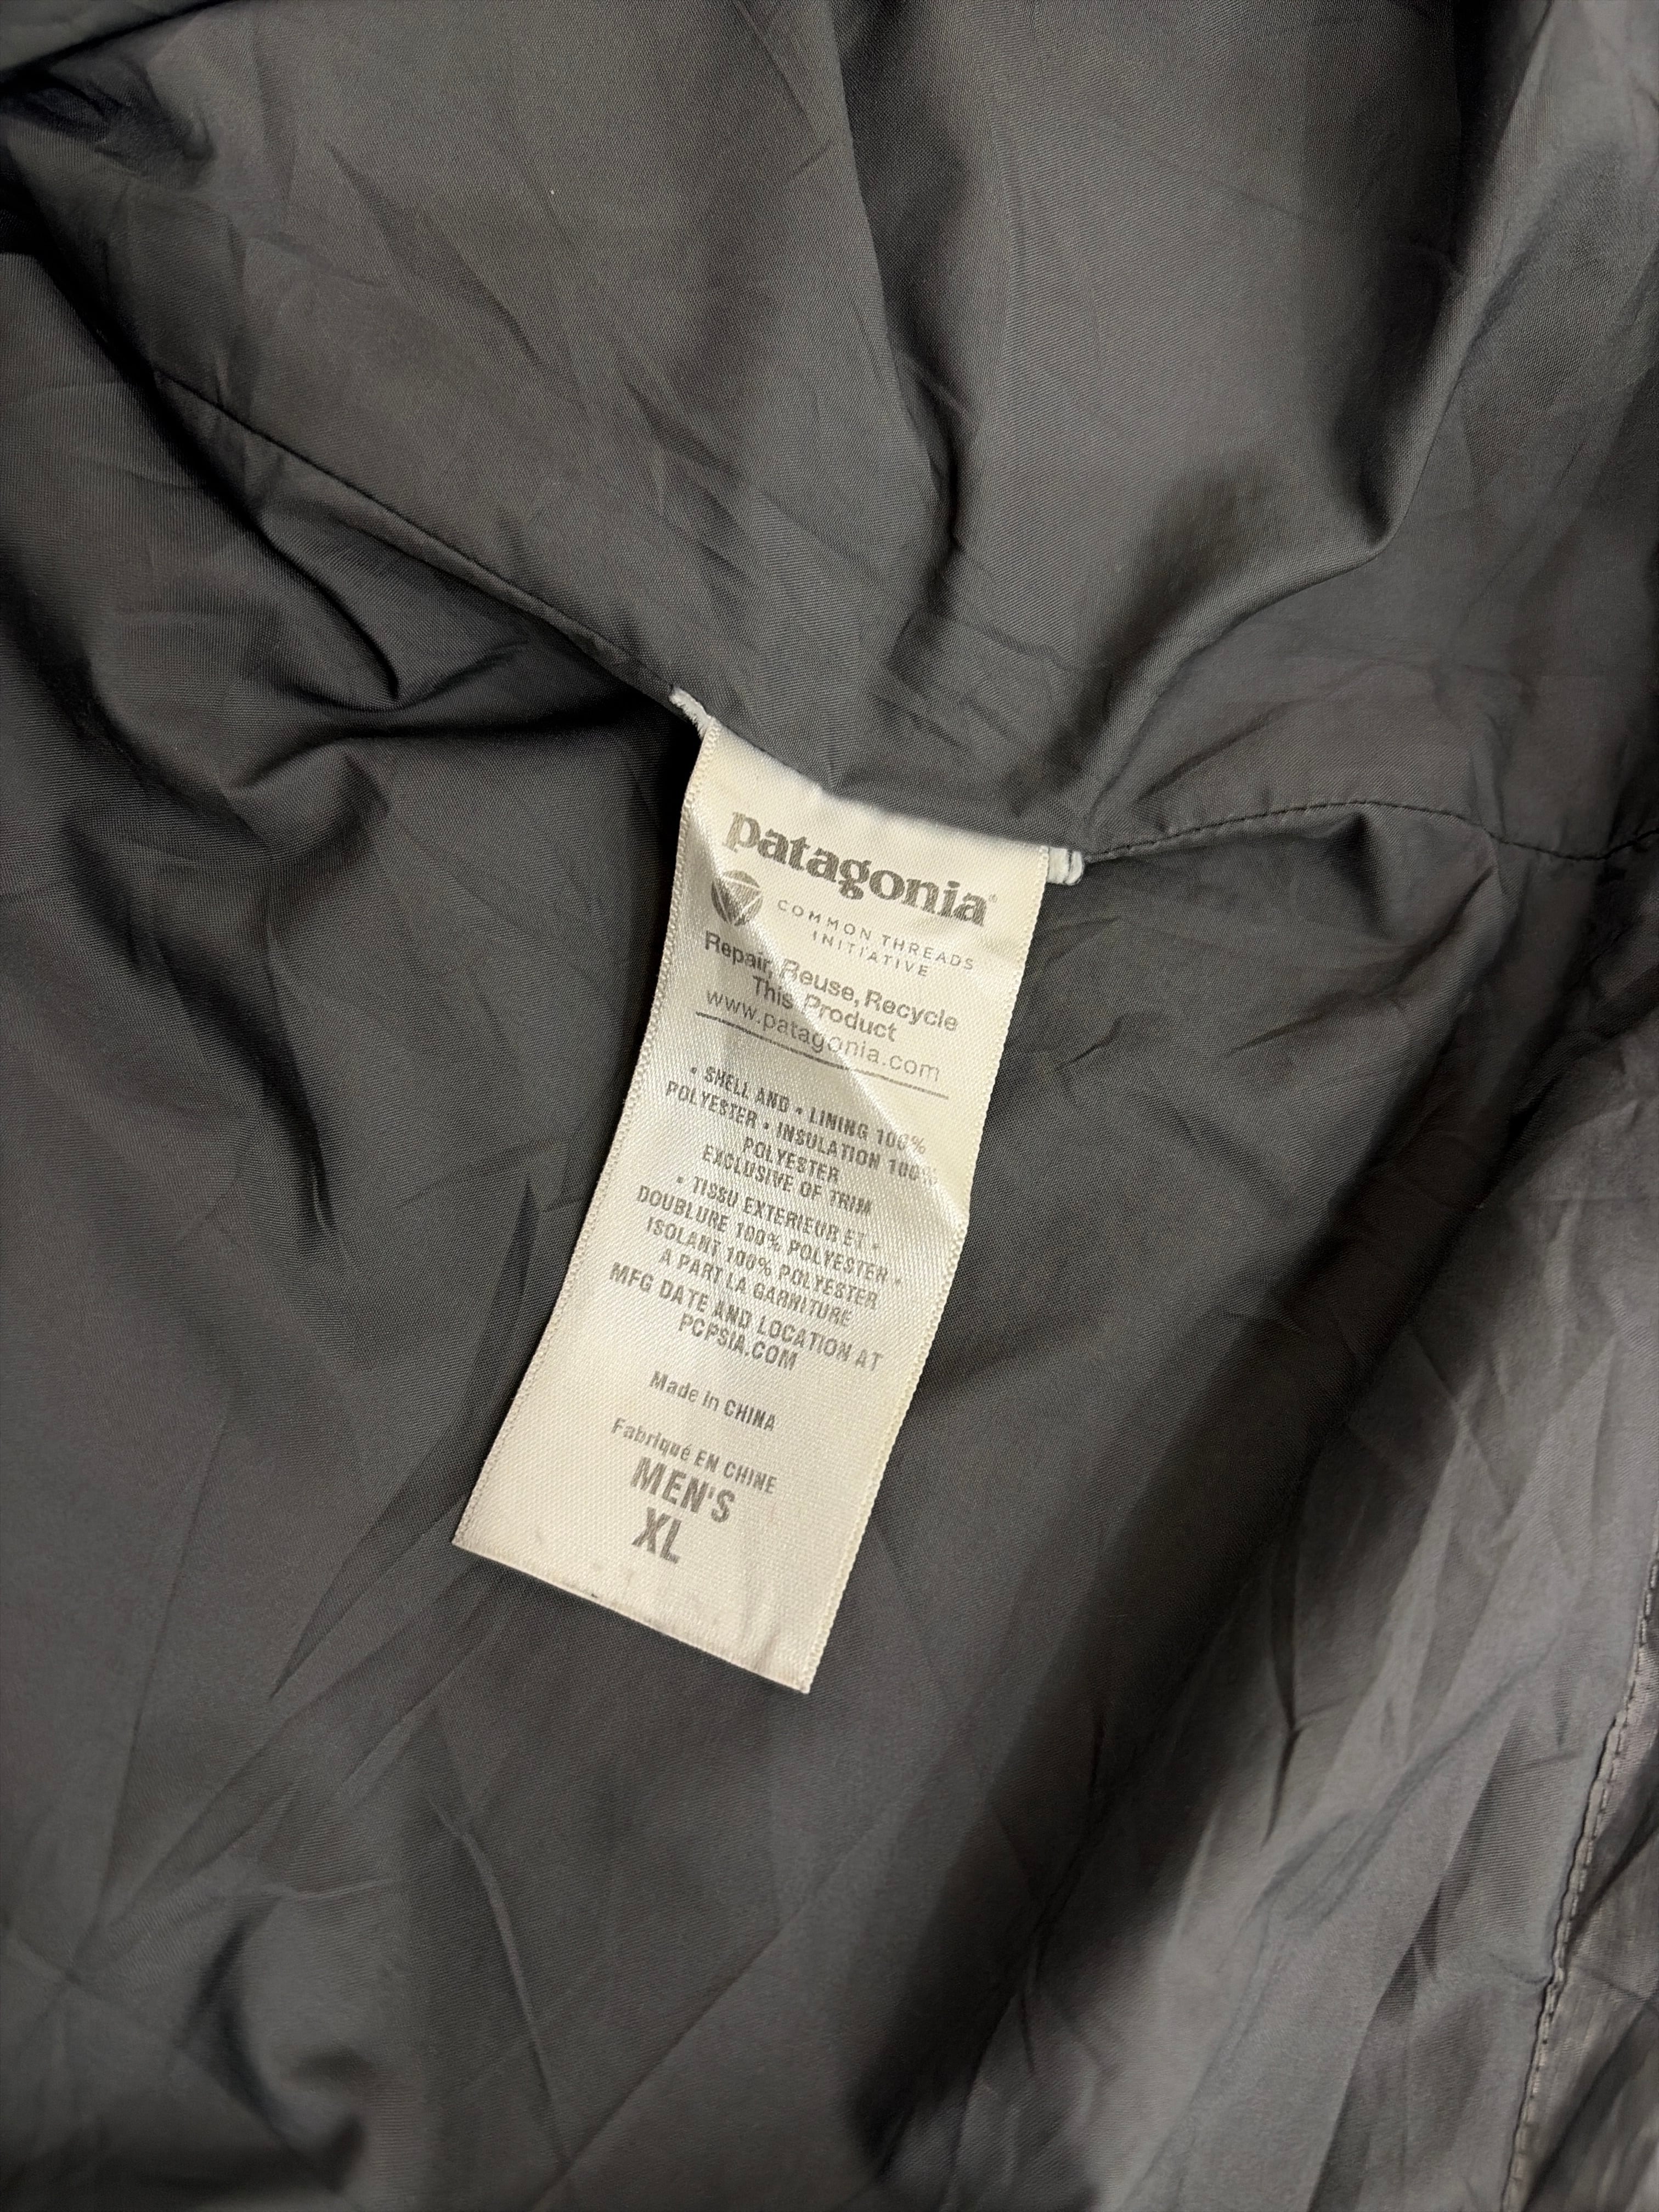 patagonia®
COMMON THREADS
INITIATIVE
Repair, Reuse, Recycle
This Product
www.patagonia.com
• SHELL AND • LINING 100%
POLYESTER • INSULATION 100%
POLYESTER
EXCLUSIVE OF TRIM
• TISSU EXTERIEUR ET •
DOUBLURE 100% POLYESTER •
ISOLANT 100% POLYESTER
A PART LA GARNITURE
MFG DATE AND LOCATION AT
PCPSIA.COM
Made in CHINA
Fabriqué EN CHINE
MEN'S
XL